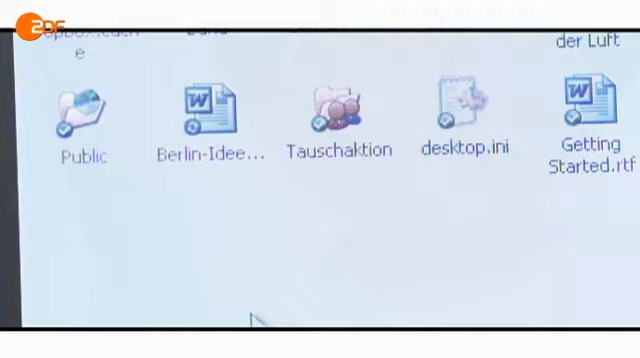 ZDF
der Luft
e
Public
Berlin-Idee...
Tauschaktion
desktop.ini
Getting
Started.rtf